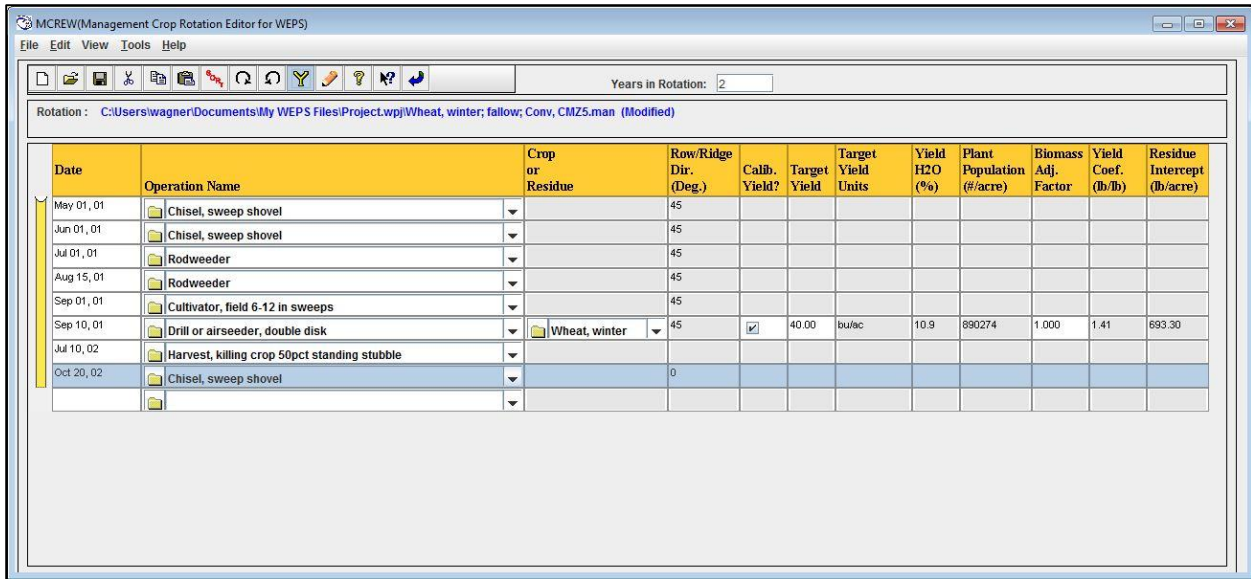 MCREW(Management Crop Rotation Editor for WEPS)
File Edit View Tools Help
Years in Rotation: 2
Rotation : C:\Users\wagner\Documents\My WEPS Files\Project.wpj\Wheat, winter; fallow; Conv, CMZ5.man (Modified)
Date Operation Name Crop or Residue Row/Ridge Dir. (Deg.) Calib. Yield? Target Yield Target Yield Units Yield H2O (%) Plant Population (#/acre) Biomass Adj. Factor Yield Coef. (lb/lb) Residue Intercept (lb/acre)
May 01, 01 Chisel, sweep shovel 45
Jun 01, 01 Chisel, sweep shovel 45
Jul 01, 01 Rodweeder 45
Aug 15, 01 Rodweeder 45
Sep 01, 01 Cultivator, field 6-12 in sweeps 45
Sep 10, 01 Drill or airseeder, double disk Wheat, winter 45 40.00 bu/ac 10.9 890274 1.000 1.41 693.30
Jul 10, 02 Harvest, killing crop 50pct standing stubble
Oct 20, 02 Chisel, sweep shovel 0